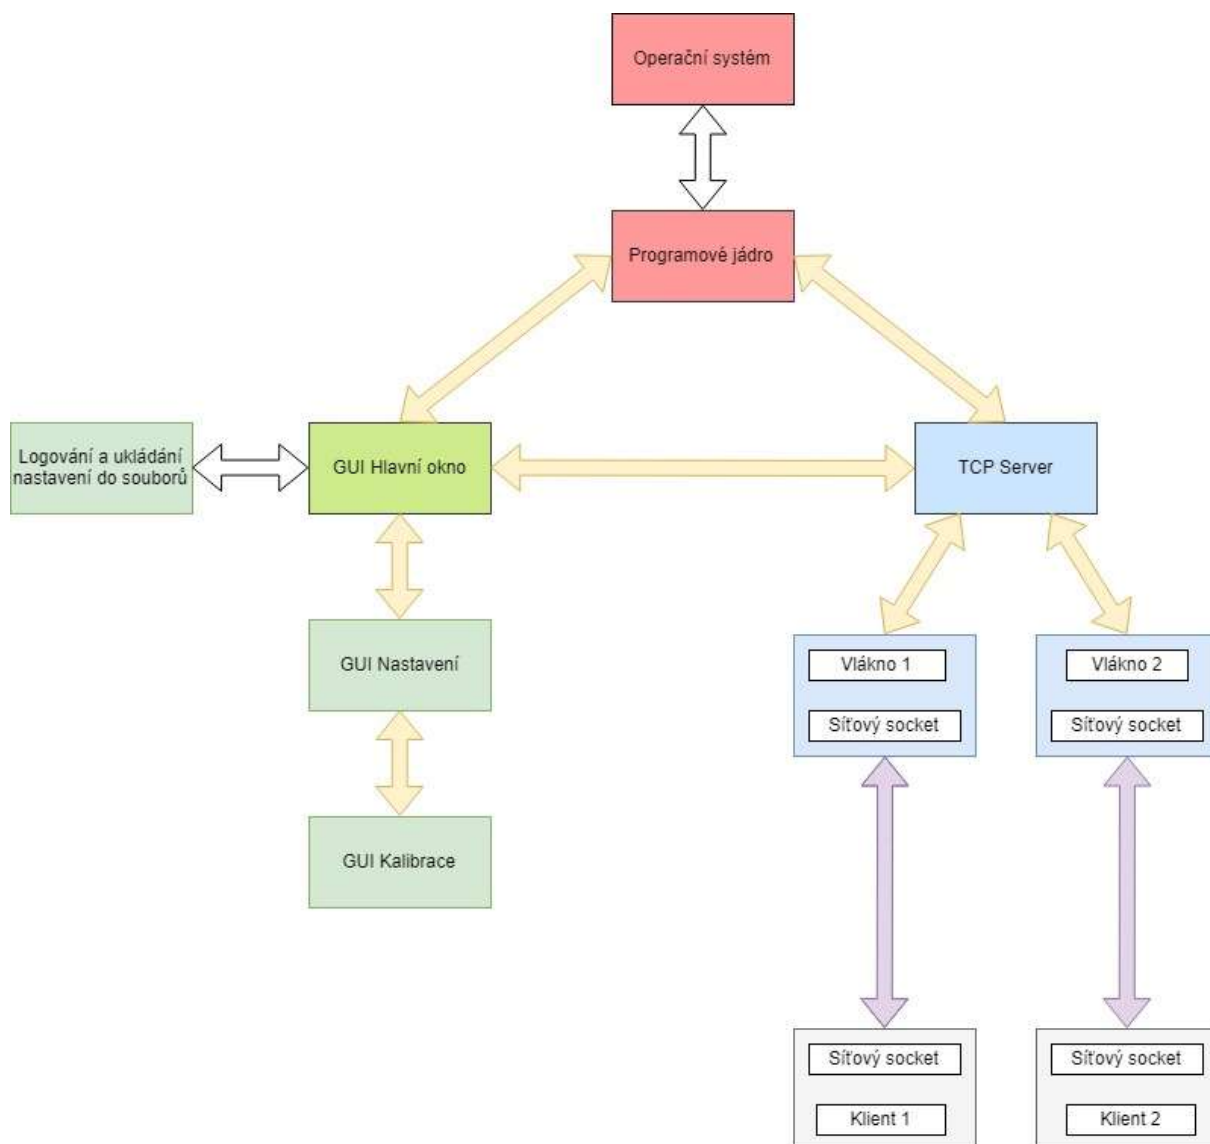 Operační systém
Programové jádro
Logování a ukládání
nastavení do souborů
GUI Hlavní okno
TCP Server
GUI Nastavení
Vlákno 1
Vlákno 2
Síťový socket
Síťový socket
GUI Kalibrace
Síťový socket
Síťový socket
Klient 1
Klient 2